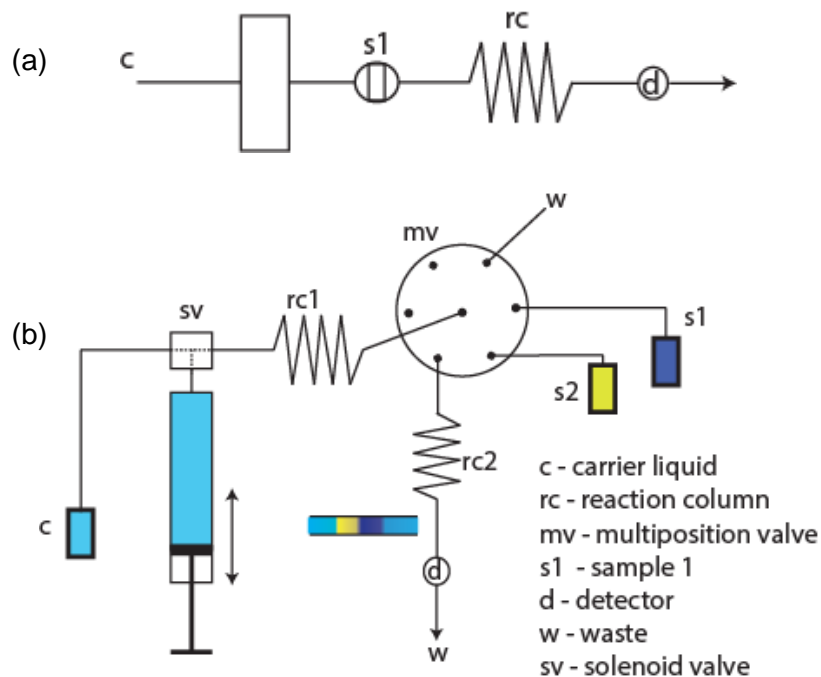 (a)
c
s1
rc
d
(b)
sv
rc1
mv
w
s1
s2
rc2
c
d
w
c - carrier liquid
rc - reaction column
mv - multiposition valve
s1 - sample 1
d - detector
w - waste
sv - solenoid valve